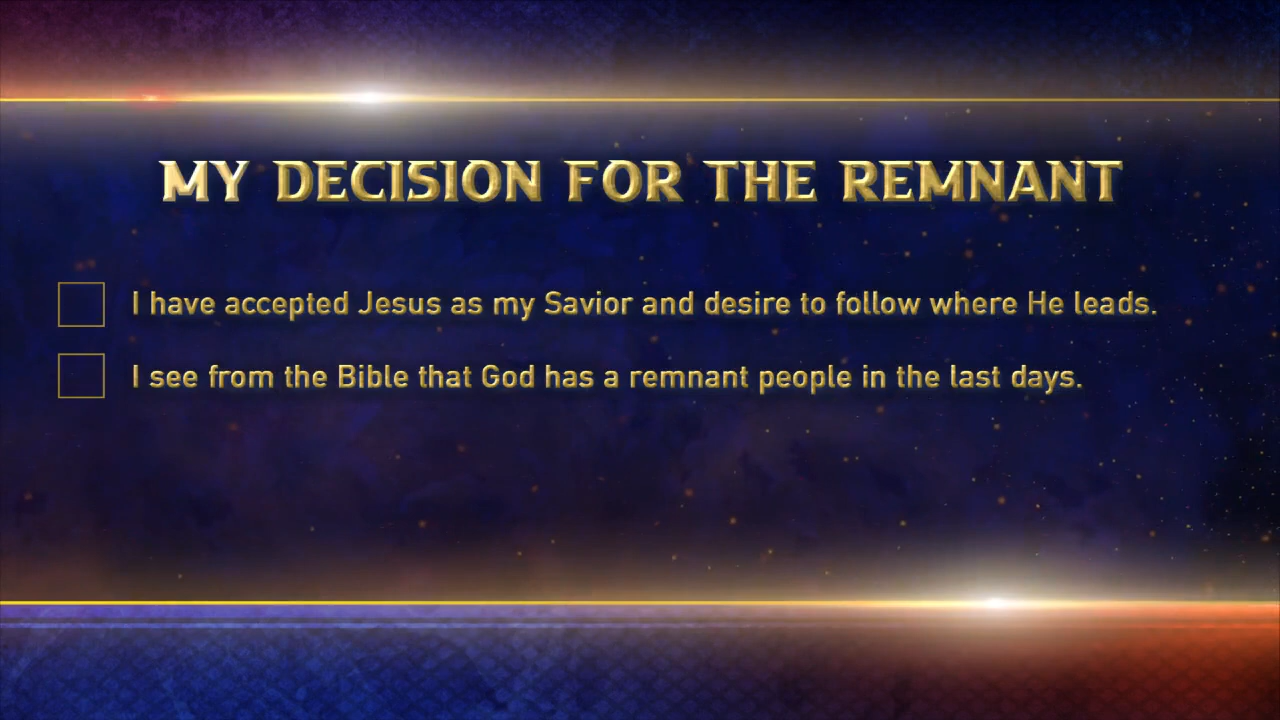 MY DECISION FOR THE REMNANT
I have accepted Jesus as my Savior and desire to follow where He leads.
I see from the Bible that God has a remnant people in the last days.